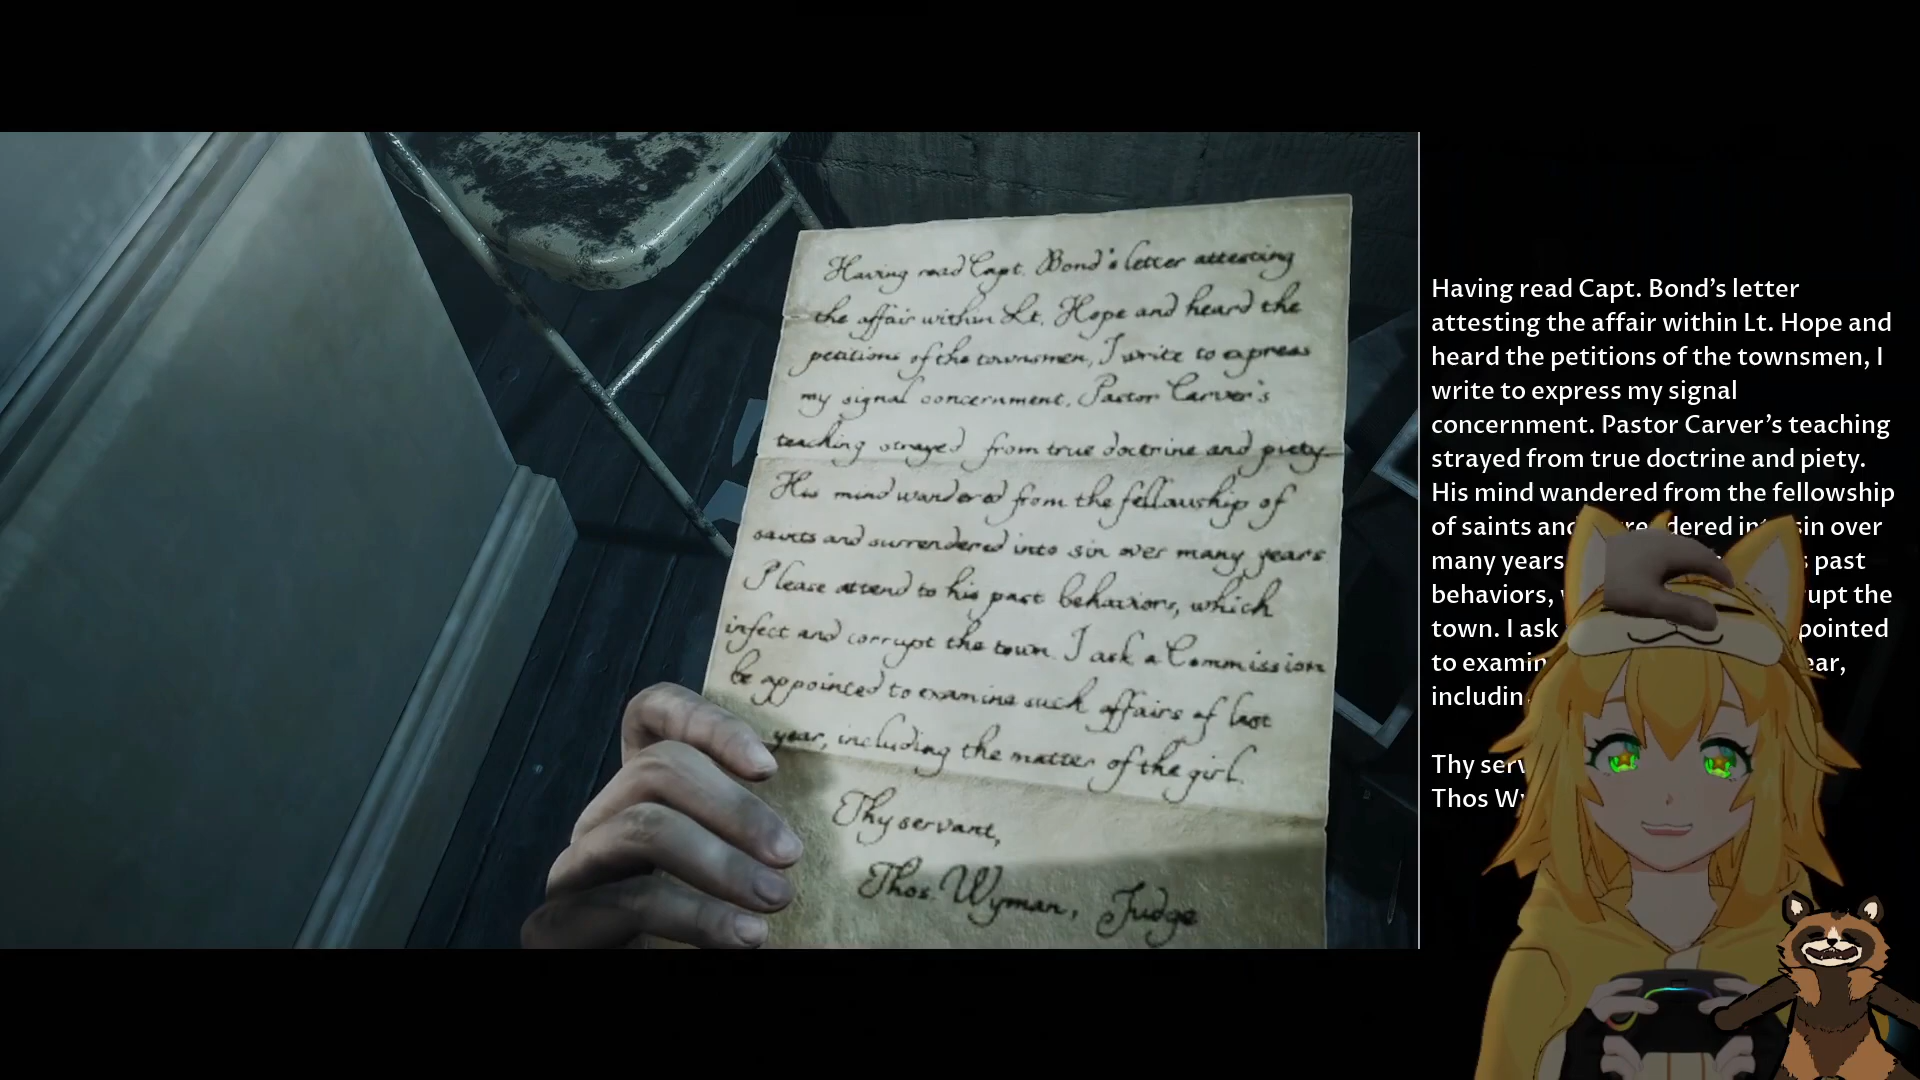 Having read Capt. Bond's letter attesting
the affair within Lt. Hope and heard the
petitions of the townsmen, I write to express
my signal concernment. Pastor Carver's
teaching strayed from true doctrine and piety.
His mind wandered from the fellowship of
saints and surrendered into sin over many years.
Please attend to his past behaviors, which
infect and corrupt the town. I ask a Commission
be appointed to examine such affairs of last
year, including the matter of the girl.
Thy servant,
Thos. Wyman, Judge
Having read Capt. Bond's letter
attesting the affair within Lt. Hope and
heard the petitions of the townsmen, I
write to express my signal
concernment. Pastor Carver's teaching
strayed from true doctrine and piety.
His mind wandered from the fellowship
of saints and sin over
many years past
behaviors, the
town. I ask
to
Thy
Thos